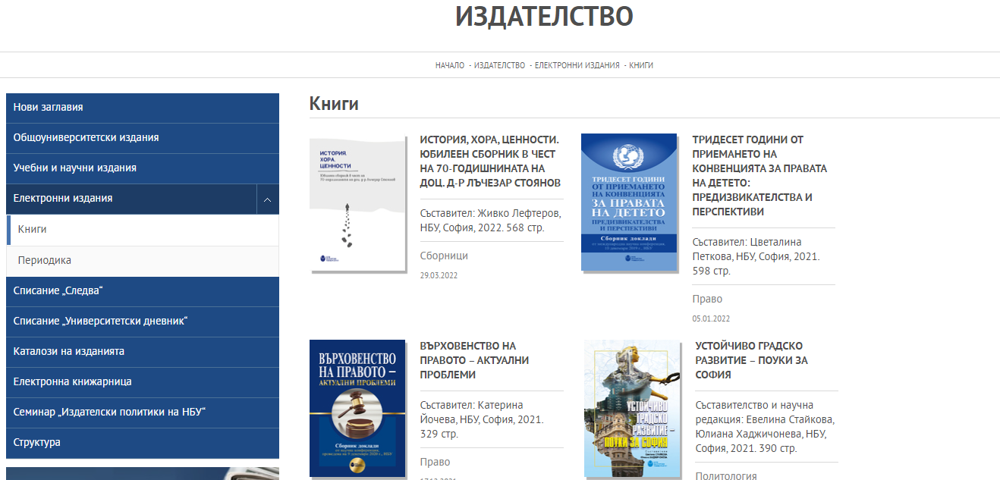 ИЗДАТЕЛСТВО
НАЧАЛО - ИЗДАТЕЛСТВО - ЕЛЕКТРОННИ ИЗДАНИЯ - КНИГИ
Нови заглавия
Общоуниверситетски издания
Учебни и научни издания
Електронни издания
Книги
Периодика
Списание „Следва“
Списание „Университетски дневник“
Каталози на изданията
Електронна книжарница
Семинар „Издателски политики на НБУ“
Структура
Книги
ИСТОРИЯ,
ХОРА,
ЦЕННОСТИ
ИСТОРИЯ, ХОРА, ЦЕННОСТИ.
ЮБИЛЕЕН СБОРНИК В ЧЕСТ
НА 70-ГОДИШНИНАТА НА
ДОЦ. Д-Р ЛЪЧЕЗАР СТОЯНОВ
Съставител: Живко Лефтеров,
НБУ, София, 2022. 568 стр.
Сборници
29.03.2022
ТРИДЕСЕТ ГОДИНИ
ОТ ПРИЕМАНЕТО
НА КОНВЕНЦИЯТА
ЗА ПРАВАТА
НА ДЕТЕТО
ПРЕДИЗВИКАТЕЛСТВА
И ПЕРСПЕКТИВИ
Сборник доклади
ТРИДЕСЕТ ГОДИНИ ОТ
ПРИЕМАНЕТО НА
КОНВЕНЦИЯТА ЗА ПРАВАТА
НА ДЕТЕТО:
ПРЕДИЗВИКАТЕЛСТВА И
ПЕРСПЕКТИВИ
Съставител: Цветалина
Петкова, НБУ, София, 2021.
598 стр.
Право
05.01.2022
ВЪРХОВЕНСТВО
НА ПРАВОТО –
АКТУАЛНИ ПРОБЛЕМИ
Сборник доклади
ВЪРХОВЕНСТВО НА
ПРАВОТО – АКТУАЛНИ
ПРОБЛЕМИ
Съставител: Катерина
Йочева, НБУ, София, 2021.
329 стр.
Право
УСТОЙЧИВО
ГРАДСКО
РАЗВИТИЕ –
ПОУКИ ЗА СОФИЯ
УСТОЙЧИВО ГРАДСКО
РАЗВИТИЕ – ПОУКИ ЗА
СОФИЯ
Съставителство и научна
редакция: Евелина Стайкова,
Юлиана Хаджичонева, НБУ,
София, 2021. 390 стр.
Политология